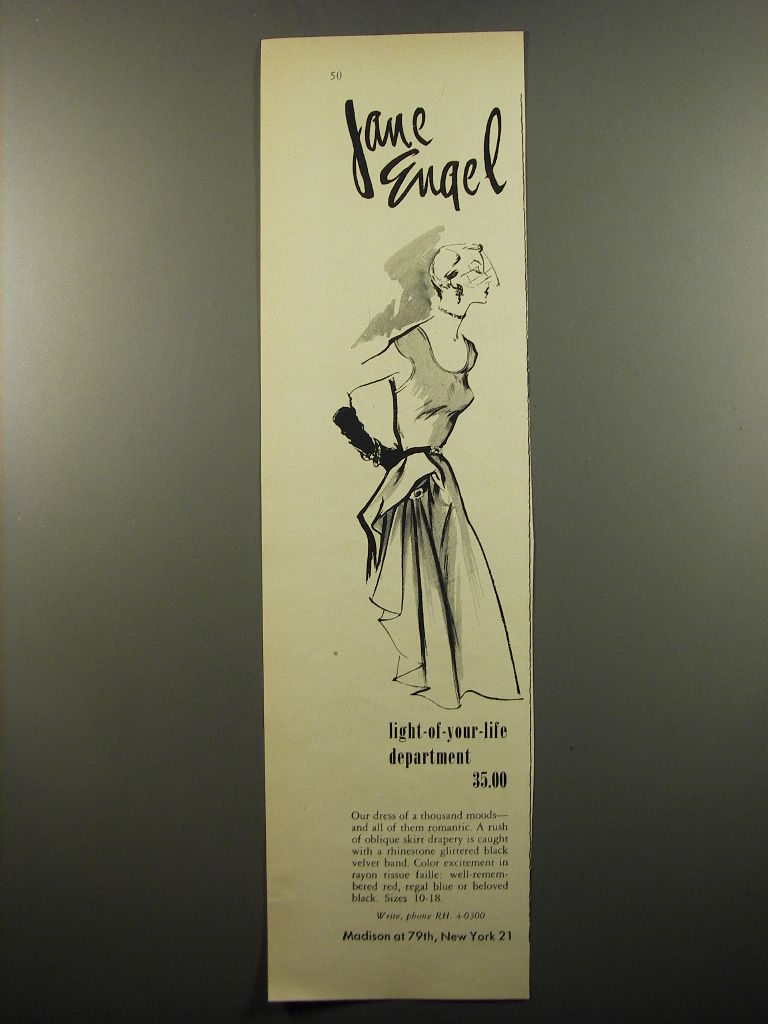 50
Jane
Engel
light-of-your-life
department
35.00
Our dress of a thousand moods—
and all of them romantic. A rush
of oblique skirt drapery is caught
with a rhinestone glittered black
velvet band. Color excitement in
rayon tissue faille: well-remem-
bered red, regal blue or beloved
black. Sizes 10-18.
Write, phone RH. 4-0300
Madison at 79th, New York 21